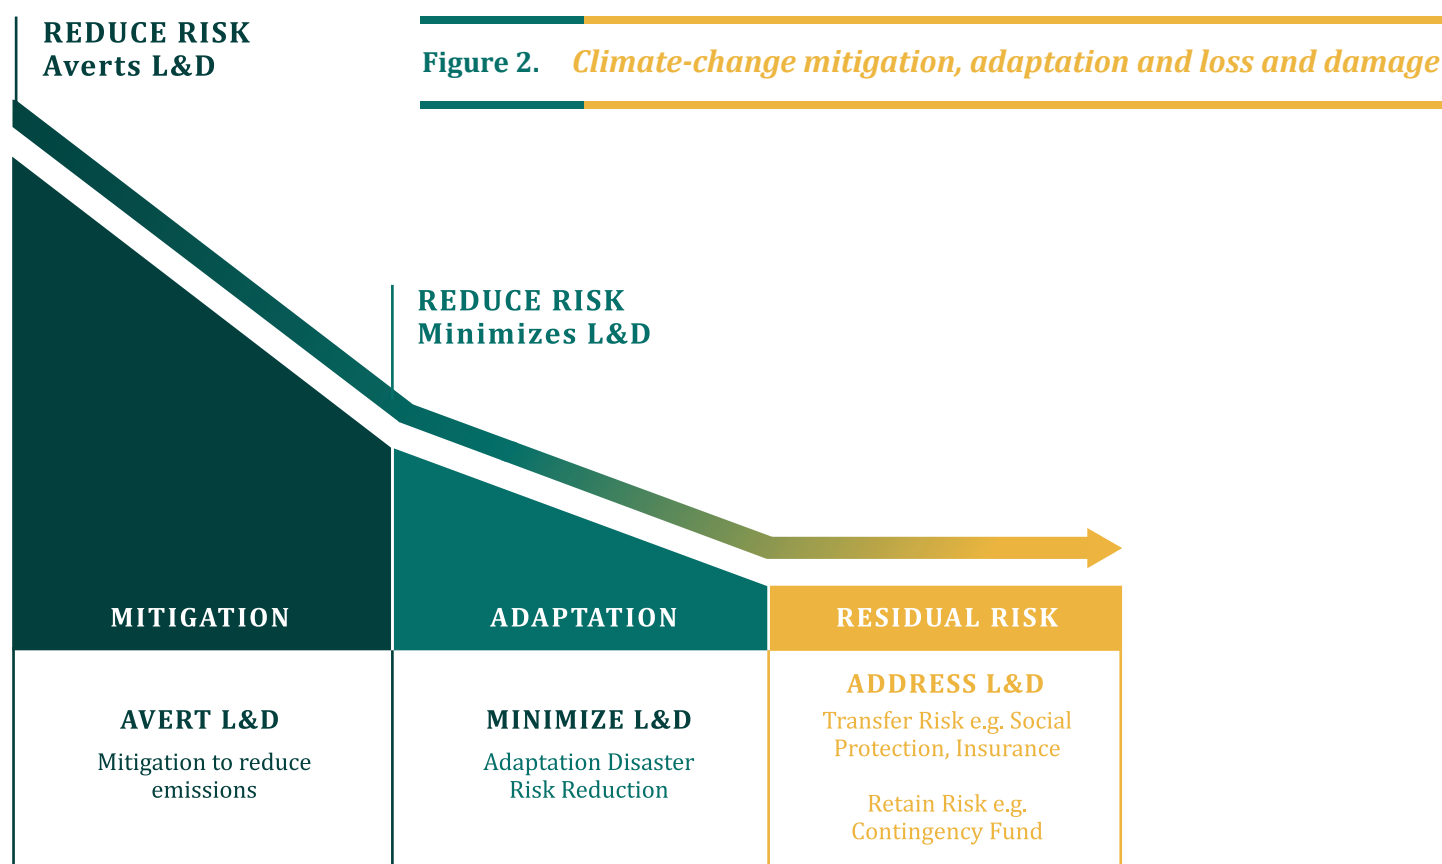 REDUCE RISK
Averts L&D
Figure 2. Climate-change mitigation, adaptation and loss and damage
REDUCE RISK
Minimizes L&D
MITIGATION
ADAPTATION
RESIDUAL RISK
AVERT L&D
Mitigation to reduce
emissions
MINIMIZE L&D
Adaptation Disaster
Risk Reduction
ADDRESS L&D
Transfer Risk e.g. Social
Protection, Insurance
Retain Risk e.g.
Contingency Fund